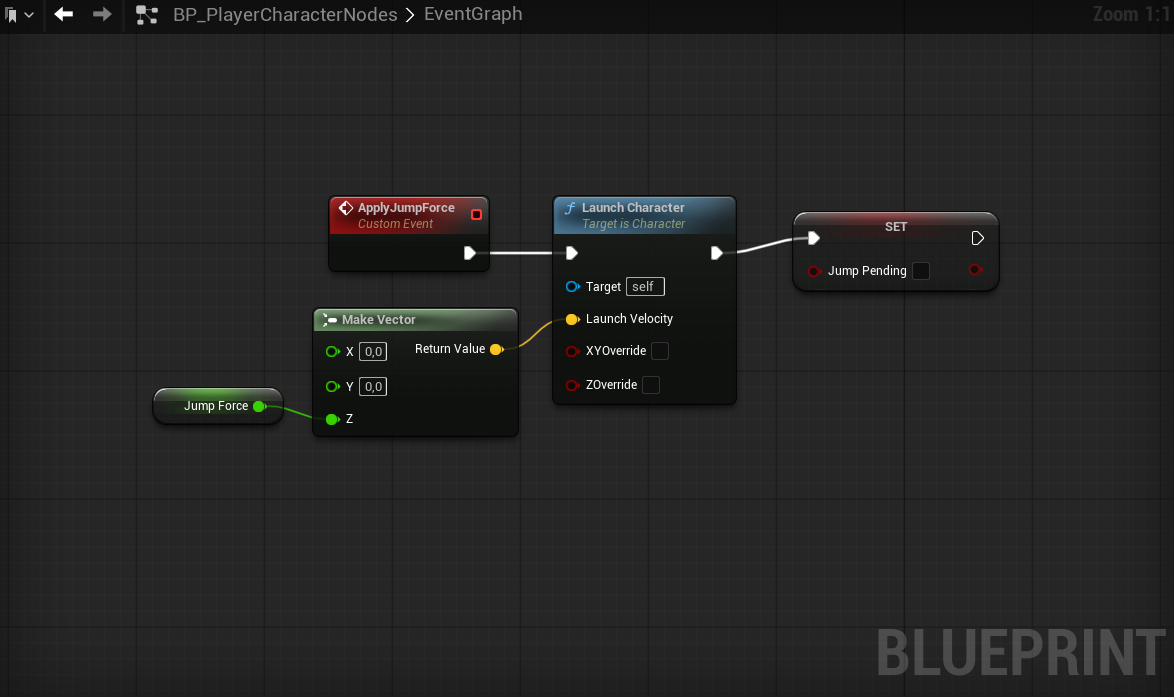 BP_PlayerCharacterNodes > EventGraph
Zoom 1:1
ApplyJumpForce
Custom Event
Launch Character
Target is Character
Target self
Launch Velocity
XYOverride
ZOverride
SET
Jump Pending
Make Vector
X 0,0
Return Value
Y 0,0
Z
Jump Force
BLUEPRINT